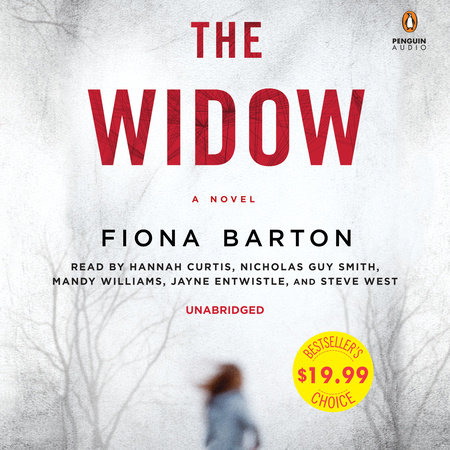 THE
PENGUIN
AUDIO
WIDOW
A NOVEL
FIONA BARTON
READ BY HANNAH CURTIS, NICHOLAS GUY SMITH,
MANDY WILLIAMS, JAYNE ENTWISTLE, AND STEVE WEST
UNABRIDGED
BESTSELLER'S
$19.99
CHOICE